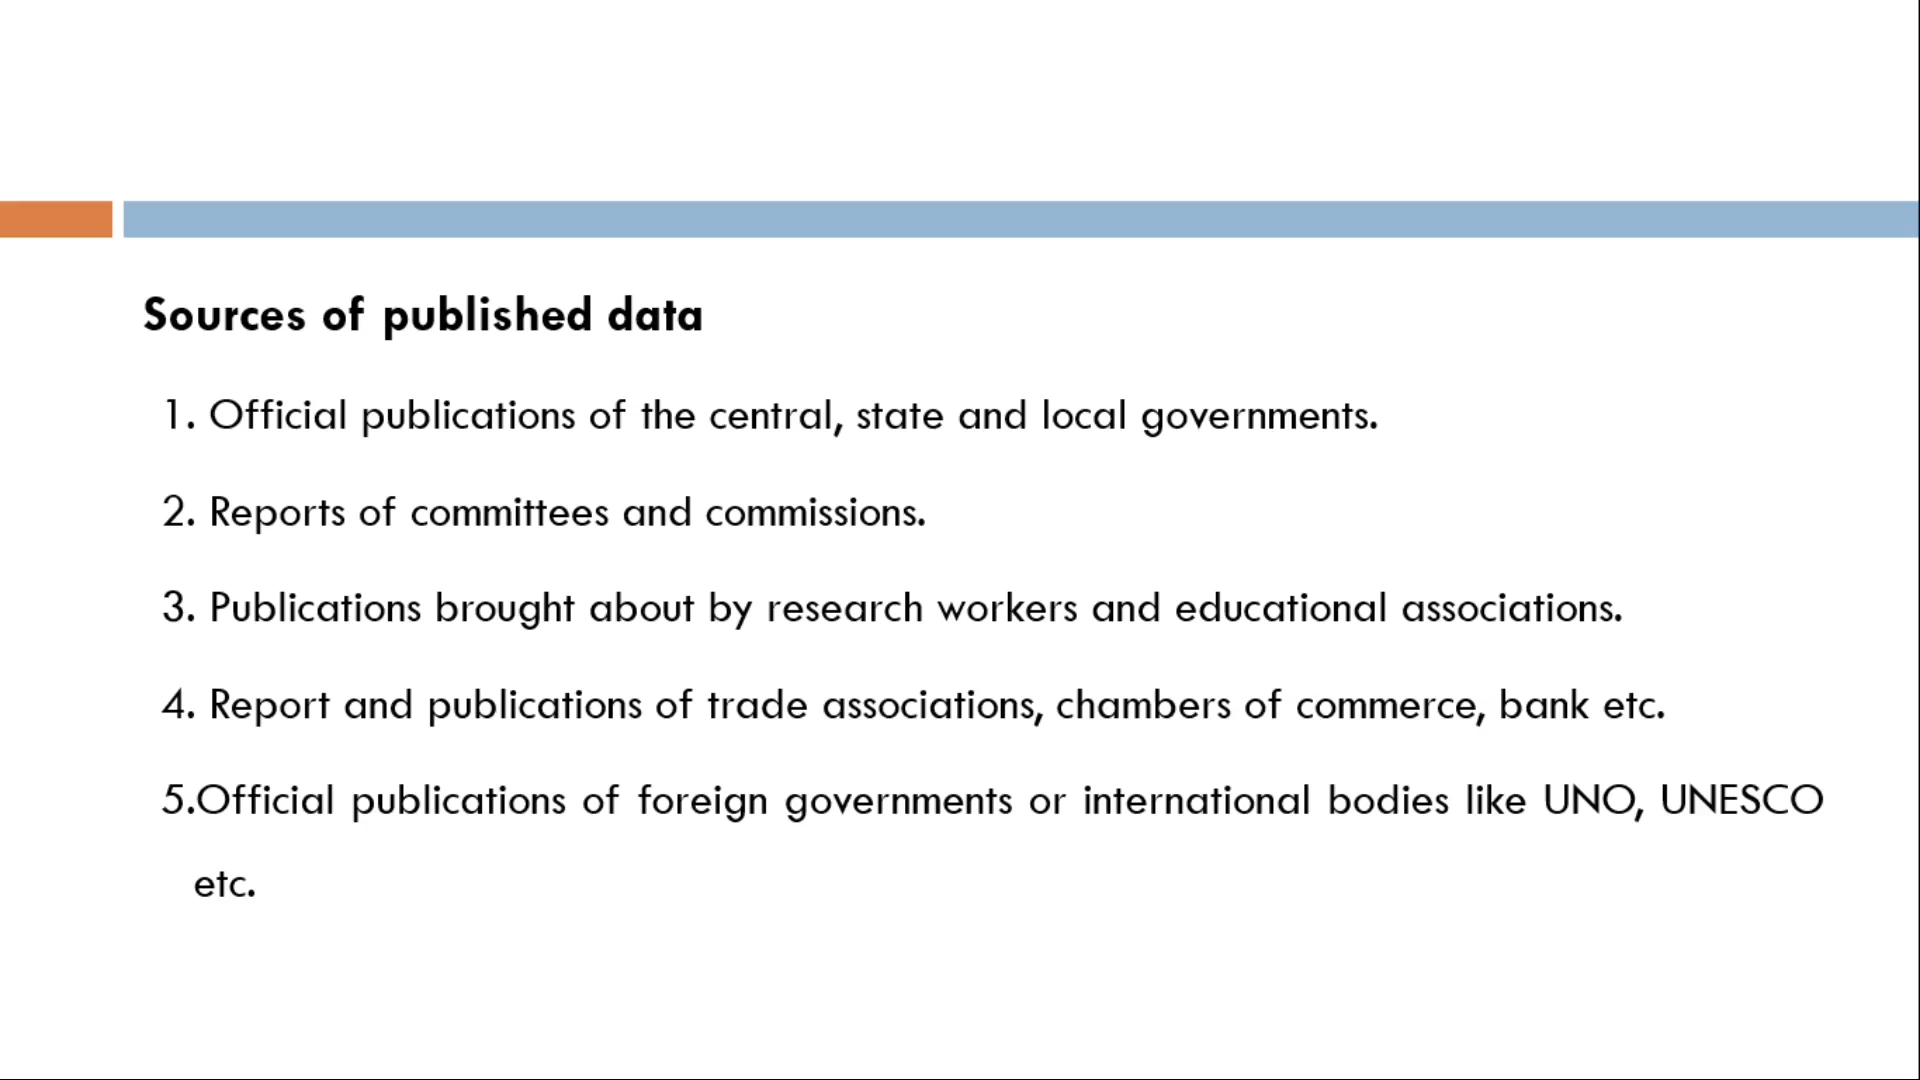 Sources of published data
1. Official publications of the central, state and local governments.
2. Reports of committees and commissions.
3. Publications brought about by research workers and educational associations.
4. Report and publications of trade associations, chambers of commerce, bank etc.
5.Official publications of foreign governments or international bodies like UNO, UNESCO
etc.